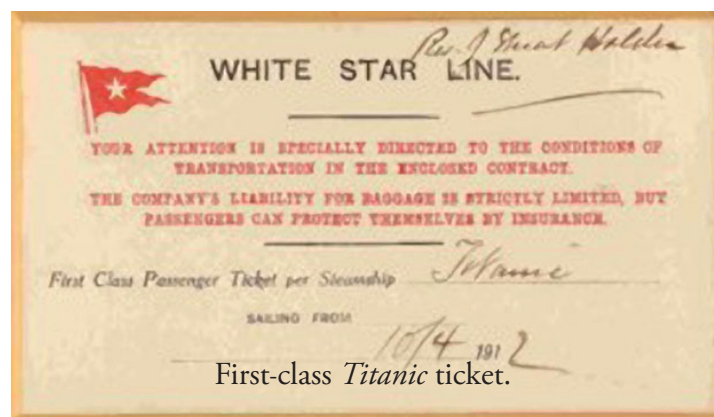 Rev. J Stuart Holden
WHITE STAR LINE.
YOUR ATTENTION IS SPECIALLY DIRECTED TO THE CONDITIONS OF
TRANSPORTATION IN THE ENCLOSED CONTRACT.
THE COMPANY'S LIABILITY FOR BAGGAGE IS STRICTLY LIMITED, BUT
PASSENGERS CAN PROTECT THEMSELVES BY INSURANCE.
First Class Passenger Ticket per Steamship Titanic
SAILING FROM
10/4 1912
First-class Titanic ticket.